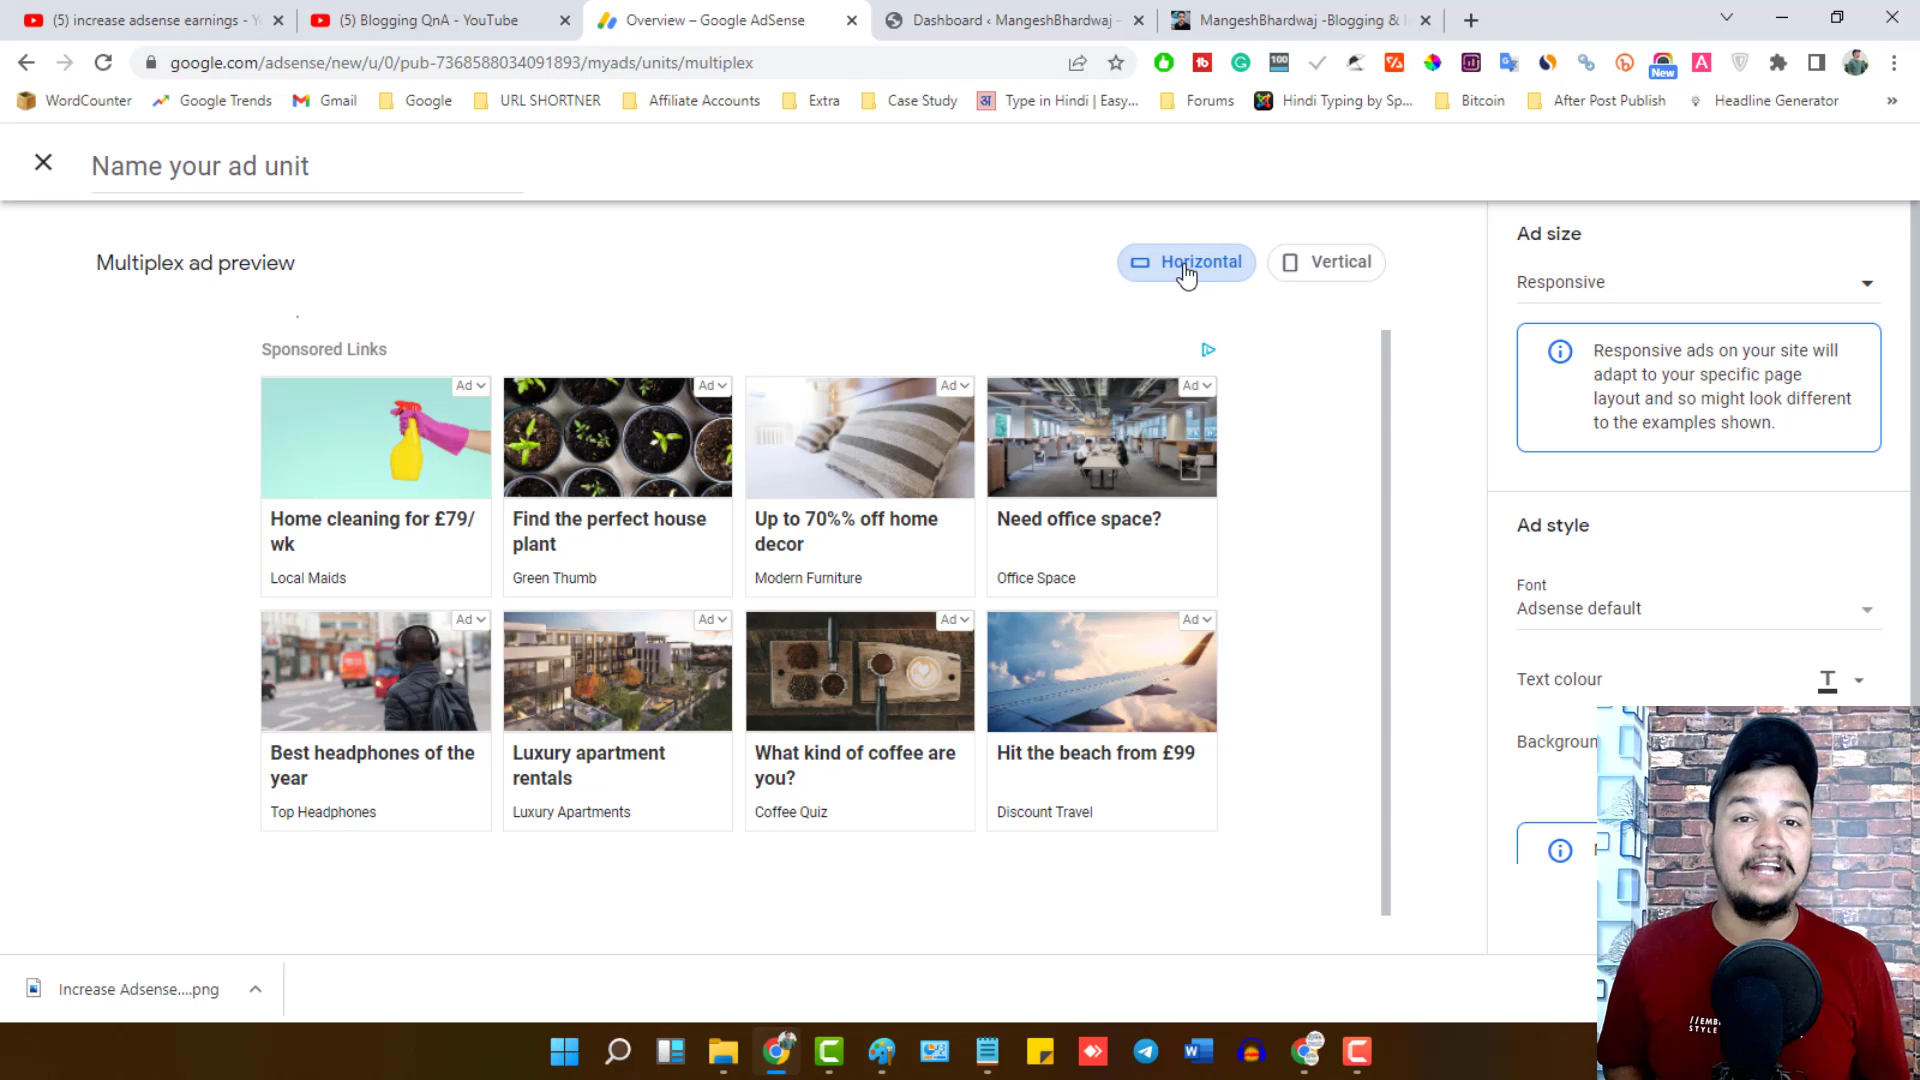 (5) increase adsense earnings - Y
(5) Blogging QnA - YouTube
Overview – Google AdSense
Dashboard ‹ MangeshBhardwaj –
MangeshBhardwaj -Blogging & I
google.com/adsense/new/u/0/pub-7368588034091893/myads/units/multiplex
100
New
WordCounter
Google Trends
Gmail
Google
URL SHORTNER
Affiliate Accounts
Extra
Case Study
Type in Hindi | Easy...
Forums
Hindi Typing by Sp...
Bitcoin
After Post Publish
Headline Generator
»
Name your ad unit
Multiplex ad preview
Horizontal
Vertical
Sponsored Links
Ad
Ad
Ad
Ad
Home cleaning for £79/
wk
Local Maids
Find the perfect house
plant
Green Thumb
Up to 70%% off home
decor
Modern Furniture
Need office space?
Office Space
Ad
Ad
Ad
Ad
Best headphones of the
year
Top Headphones
Luxury apartment
rentals
Luxury Apartments
What kind of coffee are
you?
Coffee Quiz
Hit the beach from £99
Discount Travel
Ad size
Responsive
Responsive ads on your site will
adapt to your specific page
layout and so might look different
to the examples shown.
Ad style
Font
Adsense default
Text colour
Backgroun
Increase Adsense....png
STYLE